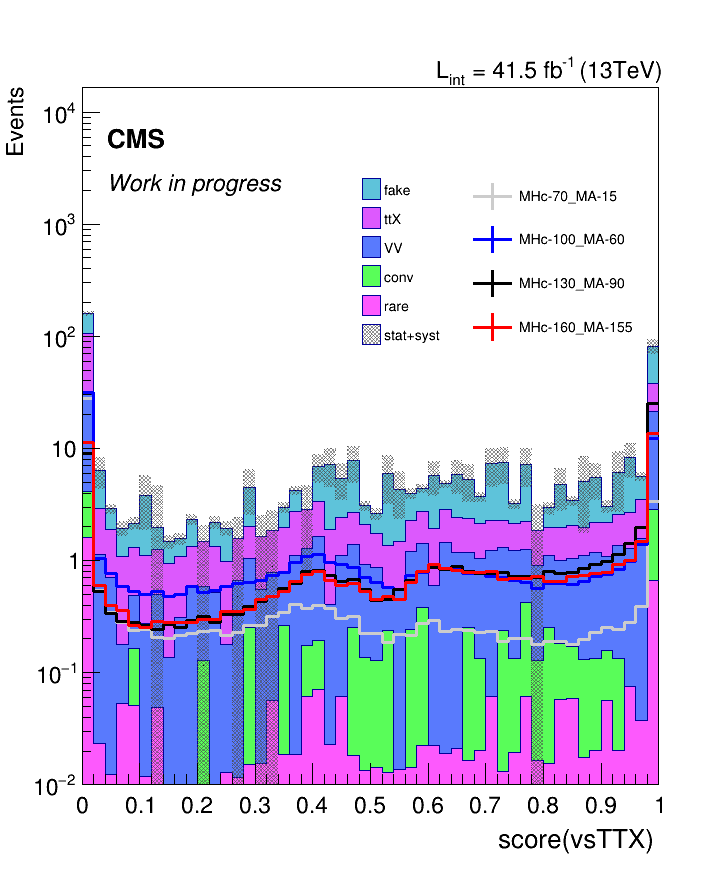 L_int = 41.5 fb^-1 (13TeV)
Events
CMS
Work in progress
fake
ttX
VV
conv
rare
stat+syst
MHc-70_MA-15
MHc-100_MA-60
MHc-130_MA-90
MHc-160_MA-155
10^4
10^3
10^2
10
1
10^-1
10^-2
0 0.1 0.2 0.3 0.4 0.5 0.6 0.7 0.8 0.9 1
score(vsTTX)